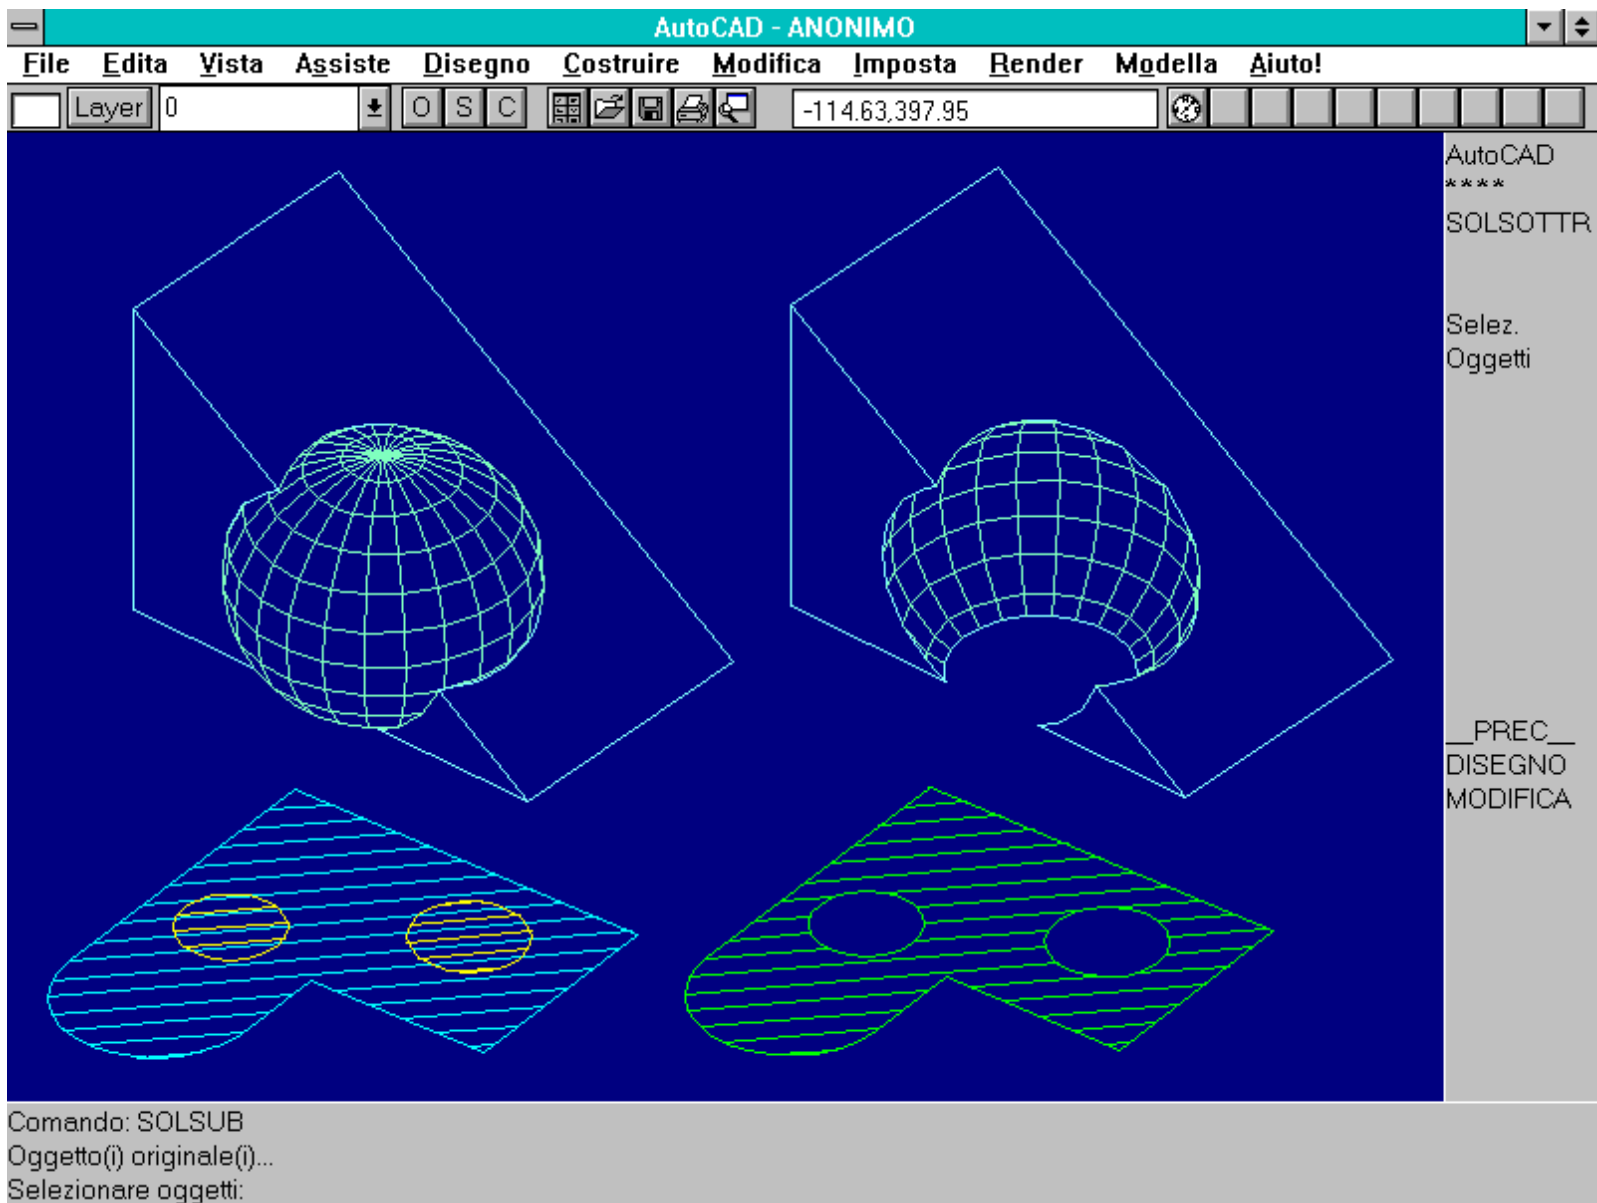 AutoCAD - ANONIMO
File Edita Vista Assiste Disegno Costruire Modifica Imposta Render Modella Aiuto!
Layer 0 O S C -114.63,397.95
AutoCAD
****
SOLSOTTR
Selez.
Oggetti
__PREC__
DISEGNO
MODIFICA
Comando: SOLSUB
Oggetto(i) originale(i)...
Selezionare oggetti: